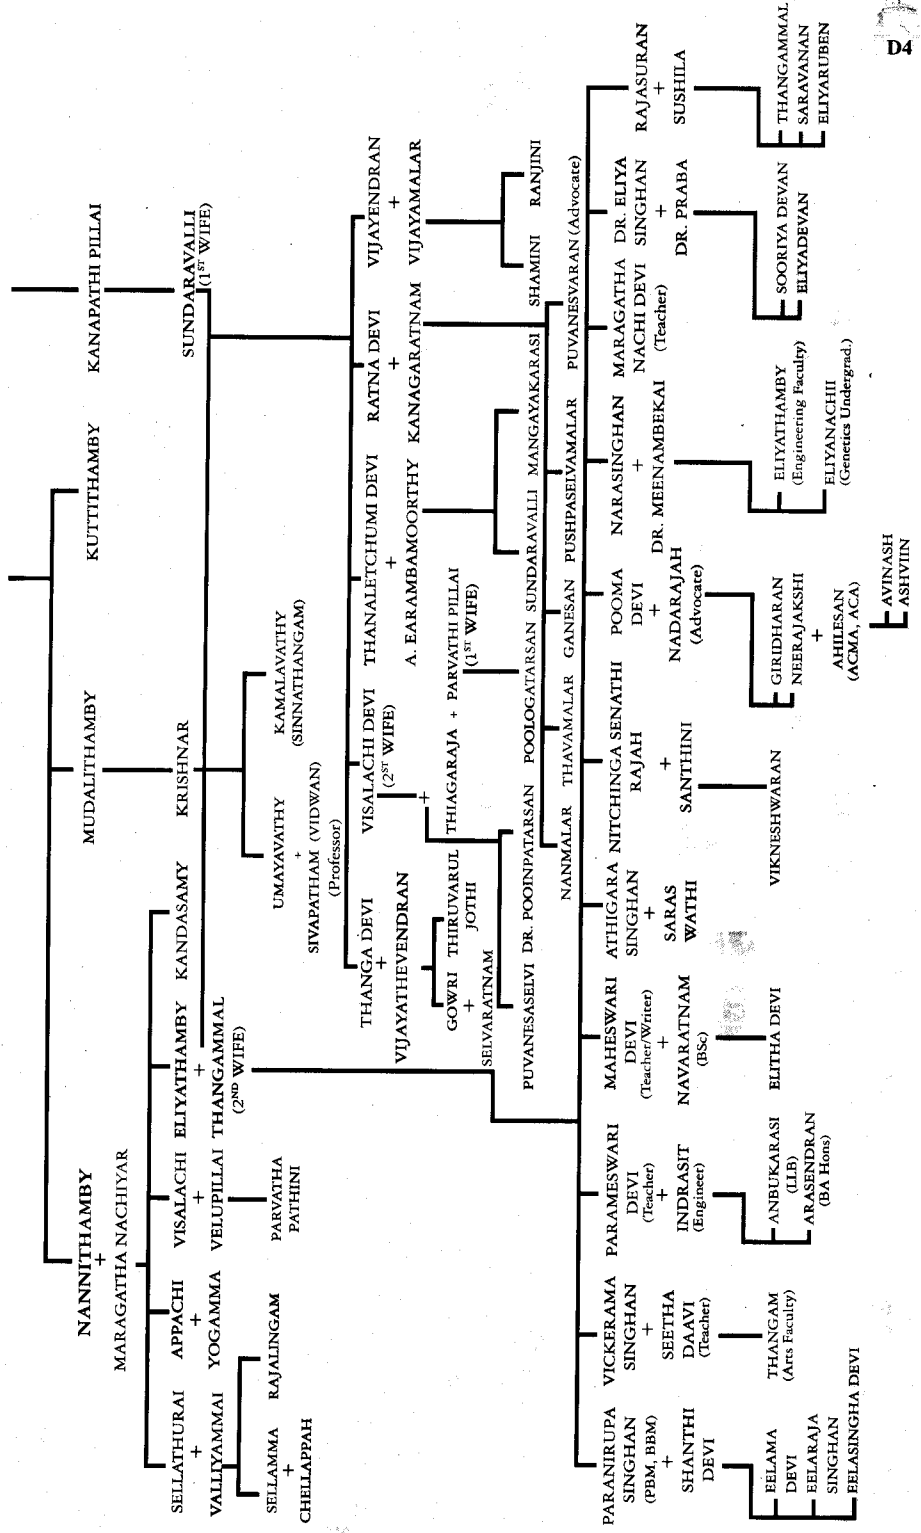 KUTTITHAMBY
KANAPATHI PILLAI
NANNITHAMBY
+
MARAGATHA NACHIYAR
MUDALITHAMBY
SELLATHURAI
+
VALLIYAMMAI
APPACHI
+
YOGAMMA
VISALACHI
+
VELUPILLAI
ELIYATHAMBY
+
THANGAMMAL
(2ND WIFE)
KANDASAMY
KRISHNAR
SUNDARAVALLI
(1ST WIFE)
SELLAMMA
+
CHELLAPPAH
RAJALINGAM
PARVATHA
PATHINI
UMAYAVATHY
+
SIVAPATHAM (VIDWAN)
(Professor)
KAMALAVATHY
(SINNATHANGAM)
THANGA DEVI
+
VIJAYATHEVENDRAN
VISALACHI DEVI
(2ST WIFE)
+
THIAGARAJA + PARVATHI PILLAI
(1ST WIFE)
THANALETCHUMI DEVI
+
A. EARAMBAMOORTHY
RATNA DEVI
+
KANAGARATNAM
VIJAYENDRAN
+
VIJAYAMALAR
GOWRI
+
SELVARATNAM
THIRUVARUL
JOTHI
PUVANESASELVI
DR. POOINPATARSAN
POOLOGATARSAN
SUNDARAVALLI
MANGAYAKARASI
SHAMINI
RANJINI
NANMALAR
THAVAMALAR
GANESAN
PUSHPASELVAMALAR
PUVANESVARAN (Advocate)
PARANIRUPA
SINGHAN
(PBM, BBM)
+
SHANTHI
DEVI
VICKERAMA
SINGHAN
+
SEETHA
DAAVI
(Teacher)
PARAMESWARI
DEVI
(Teacher)
+
INDRASIT
(Engineer)
MAHESWARI
DEVI
(Teacher/Writer)
+
NAVARATNAM
(BSc)
ATHIGARA
SINGHAN
+
SARAS
WATHI
NITCHINGA SENATHI
RAJAH
+
SANTHINI
POOMA
DEVI
+
NADARAJAH
(Advocate)
NARASINGHAN
+
DR. MEENAMBEKAI
MARAGATHA
NACHI DEVI
(Teacher)
DR. ELIYA
SINGHAN
+
DR. PRABA
RAJASURAN
+
SUSHILA
EELAMA
DEVI
EELARAJA
SINGHAN
EELASINGHA DEVI
THANGAM
(Arts Faculty)
ANBUKARASI
(LLB)
ARASENDRAN
(BA Hons)
ELITHA DEVI
VIKNESHWARAN
GIRIDHARAN
NEERAJAKSHI
+
AHILESAN
(ACMA, ACA)
AVINASH
ASHVIIN
ELIYATHAMBY
(Engineering Faculty)
ELIYANACHII
(Genetics Undergrad.)
SOORIYA DEVAN
ELIYADEVAN
THANGAMMAL
SARAVANAN
ELIYARUBEN
D4